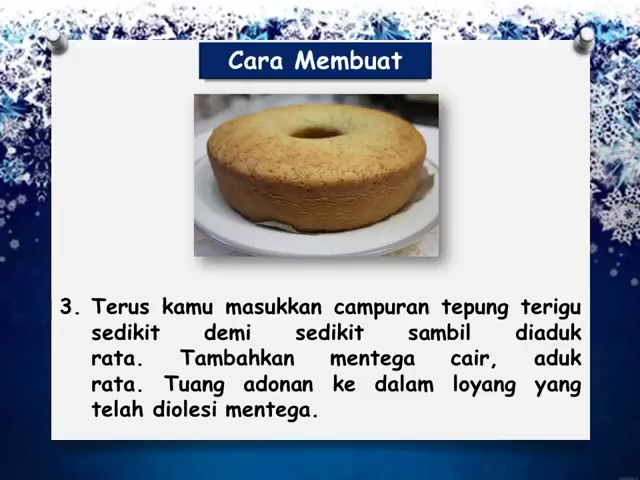 Cara Membuat
3. Terus kamu masukkan campuran tepung terigu
sedikit demi sedikit sambil diaduk
rata. Tambahkan mentega cair, aduk
rata. Tuang adonan ke dalam loyang yang
telah diolesi mentega.